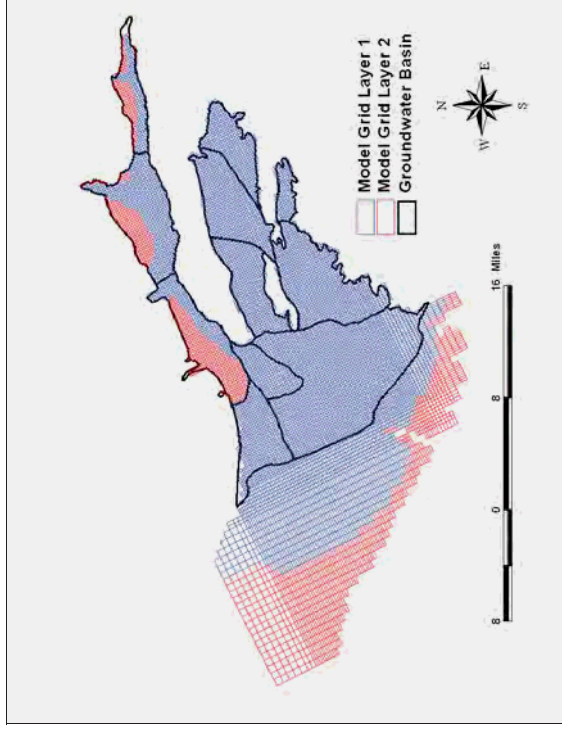 Model Grid Layer 1
Model Grid Layer 2
Groundwater Basin
N
W
E
S
8
0
8
16 Miles